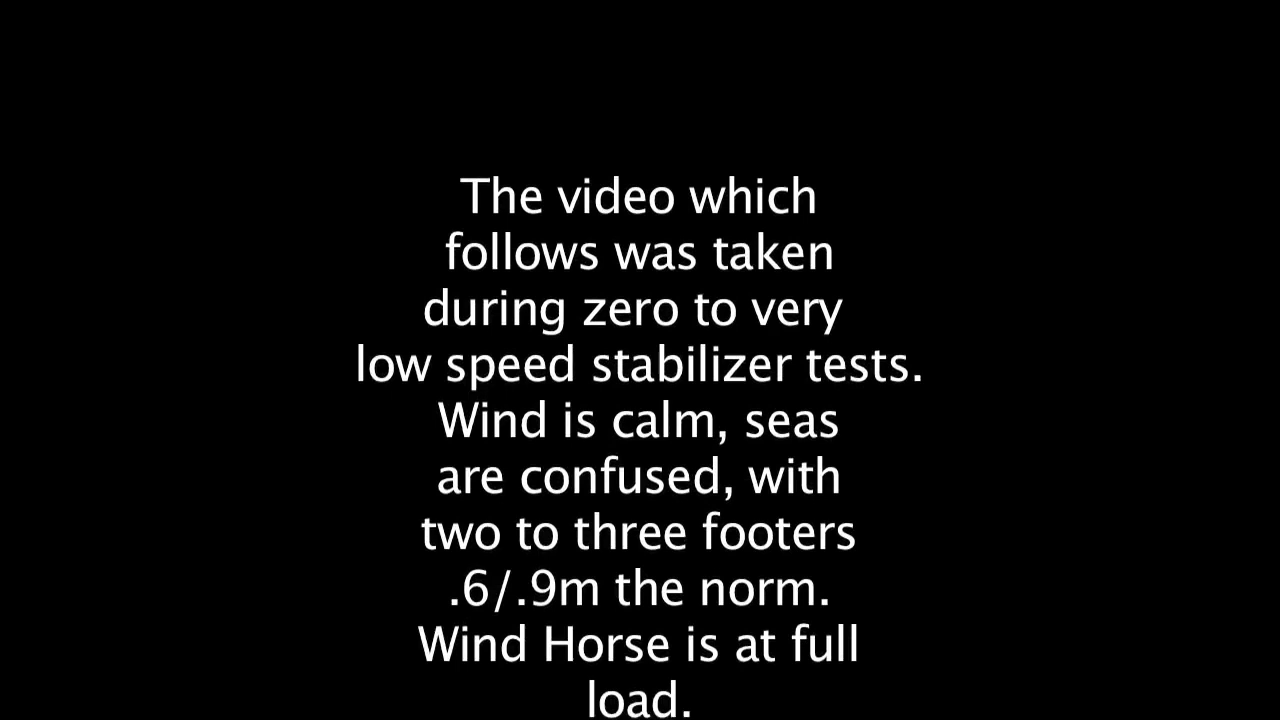 The video which
follows was taken
during zero to very
low speed stabilizer tests.
Wind is calm, seas
are confused, with
two to three footers
.6/.9m the norm.
Wind Horse is at full
load.